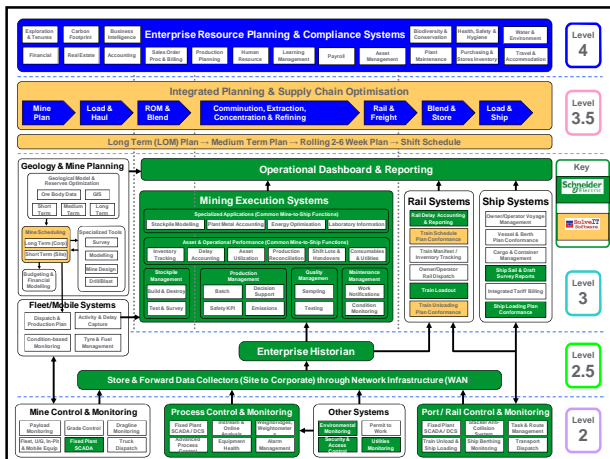 Enterprise Resource Planning & Compliance Systems
Exploration & Tenures
Carbon Footprint
Business Intelligence
Biodiversity & Conservation
Health, Safety & Hygiene
Water & Environment
Financial
Real Estate
Accounting
Sales Order Proc & Billing
Production Planning
Human Resource
Learning Management
Payroll
Asset Management
Plant Maintenance
Purchasing & Stores Inventory
Travel & Accommodation
Level 4
Integrated Planning & Supply Chain Optimisation
Mine Plan
Load & Haul
ROM & Blend
Comminution, Extraction, Concentration & Refining
Rail & Freight
Blend & Store
Load & Ship
Long Term (LOM) Plan → Medium Term Plan → Rolling 2-6 Week Plan → Shift Schedule
Level 3.5
Geology & Mine Planning
Geological Model & Reserves Optimization
Ore Body Data
GIS
Short Term
Medium Term
Long Term
Mine Scheduling
Long Term (Corp)
Short Term (Site)
Specialized Tools
Survey
Modelling
Mine Design
Drill/Blast
Budgeting & Financial Modelling
Fleet/Mobile Systems
Dispatch & Production Plan
Activity & Delay Capture
Condition-based Monitoring
Tyre & Fuel Management
Operational Dashboard & Reporting
Mining Execution Systems
Specialized Applications (Common Mine-to-Ship Functions)
Stockpile Modelling
Plant Metal Accounting
Energy Optimisation
Laboratory Information
Asset & Operational Performance (Common Mine-to-Ship Functions)
Inventory Tracking
Delay Accounting
Asset Utilization
Production Reconciliation
Shift Logs & Handovers
Consumables & Utilities
Stockpile Management
Build & Destroy
Test & Survey
Production Management
Batch
Decision Support
Safety KPI
Emissions
Quality Management
Sampling
Testing
Maintenance Management
Work Notifications
Condition Monitoring
Rail Systems
Rail Delay Accounting & Reporting
Train Schedule Plan Conformance
Train Manifest / Inventory Tracking
Owner/Operator Rail Dispatch
Train Loadout
Train Unloading Plan Conformance
Ship Systems
Owner/Operator Voyage Management
Vessel & Berth Plan Conformance
Cargo & Container Management
Ship Sail & Draft Survey Reports
Integrated Tariff Billing
Ship Loading Plan Conformance
Key
Schneider Electric
SolveIT Software
Level 3
Enterprise Historian
Store & Forward Data Collectors (Site to Corporate) through Network Infrastructure (WAN
Level 2.5
Mine Control & Monitoring
Payload Monitoring
Grade Control
Dragline Monitoring
Fleet, U/G, In-Pit & Mobile Equip
Fixed Plant SCADA
Truck Dispatch
Process Control & Monitoring
Fixed Plant SCADA / DCS
& Online Analysis
Weightometer
Advanced Process Control
Equipment Health
Alarm Management
Other Systems
Environmental Monitoring
Permit to Work
Security & Access Control
Utilities Monitoring
Port / Rail Control & Monitoring
Fixed Plant SCADA / DCS
Stacker Anti-Collision System
Task & Route Management
Train Unload & Ship Loading
Ship Berthing Monitoring
Transport Dispatch
Level 2